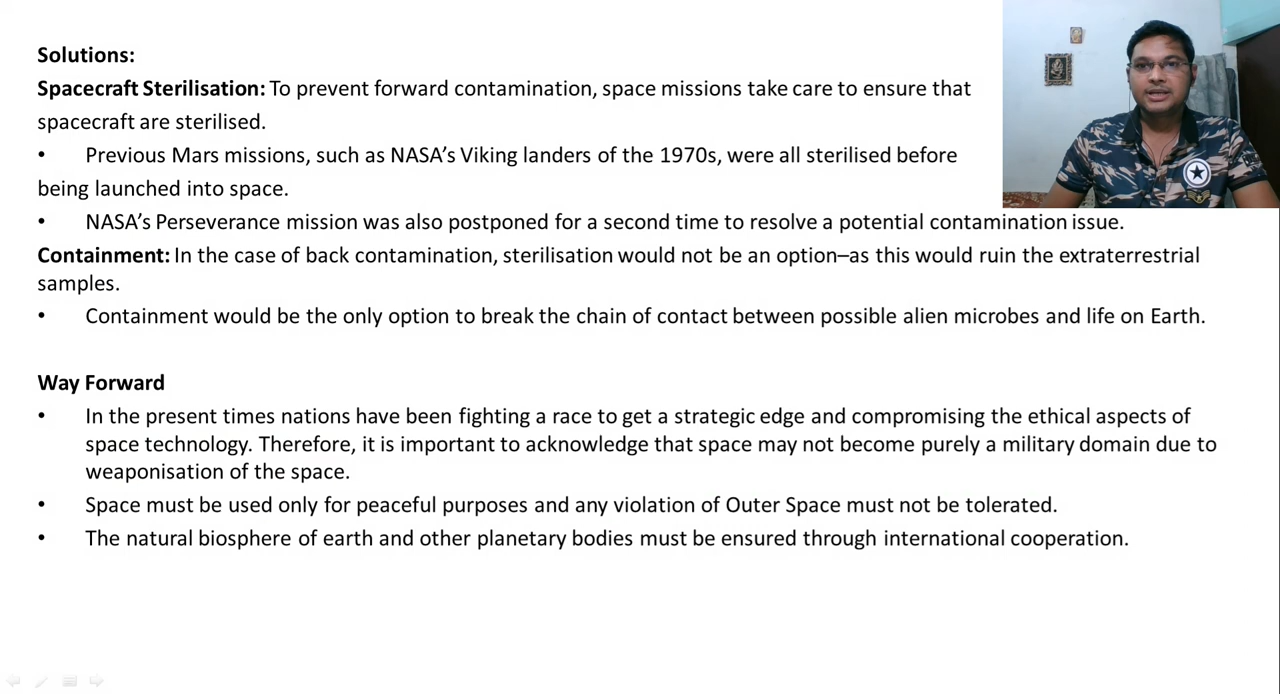 Solutions:
Spacecraft Sterilisation: To prevent forward contamination, space missions take care to ensure that
spacecraft are sterilised.
• Previous Mars missions, such as NASA’s Viking landers of the 1970s, were all sterilised before
being launched into space.
• NASA’s Perseverance mission was also postponed for a second time to resolve a potential contamination issue.
Containment: In the case of back contamination, sterilisation would not be an option–as this would ruin the extraterrestrial
samples.
• Containment would be the only option to break the chain of contact between possible alien microbes and life on Earth.
Way Forward
• In the present times nations have been fighting a race to get a strategic edge and compromising the ethical aspects of
space technology. Therefore, it is important to acknowledge that space may not become purely a military domain due to
weaponisation of the space.
• Space must be used only for peaceful purposes and any violation of Outer Space must not be tolerated.
• The natural biosphere of earth and other planetary bodies must be ensured through international cooperation.